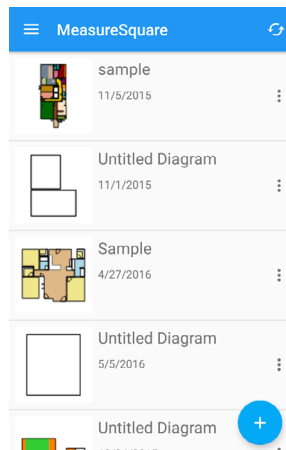 MeasureSquare
sample
11/5/2015
Untitled Diagram
11/1/2015
Sample
4/27/2016
Untitled Diagram
5/5/2016
Untitled Diagram